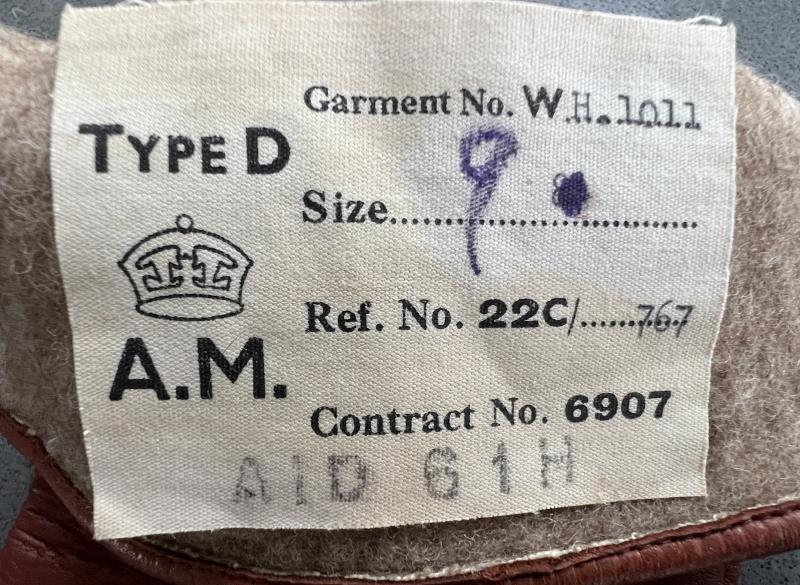 TYPE D
A.M.
Garment No. W.H.1011
Size 9
Ref. No. 22C/ 767
Contract No. 6907
AID 61H